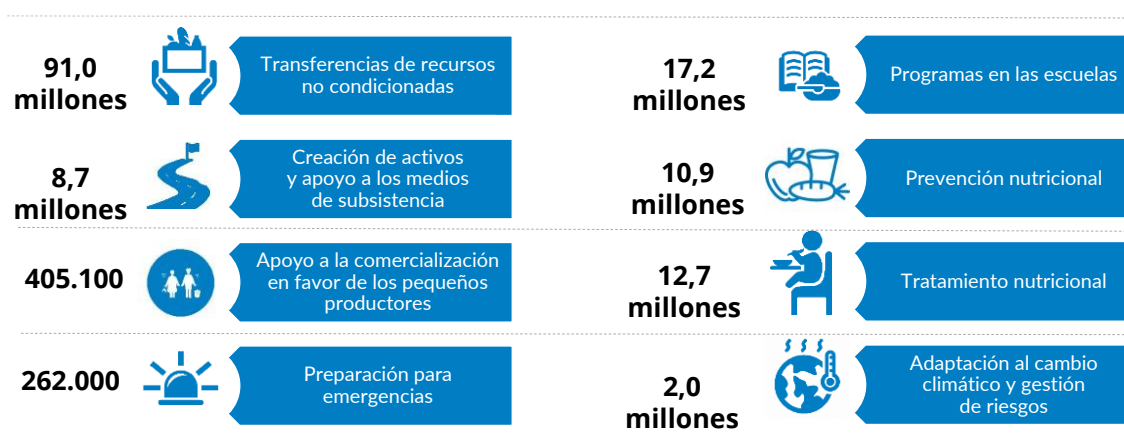 91,0
millones
Transferencias de recursos
no condicionadas
17,2
millones
Programas en las escuelas
8,7
millones
Creación de activos
y apoyo a los medios
de subsistencia
10,9
millones
Prevención nutricional
405.100
Apoyo a la comercialización
en favor de los pequeños
productores
12,7
millones
Tratamiento nutricional
262.000
Preparación para
emergencias
2,0
millones
Adaptación al cambio
climático y gestión
de riesgos